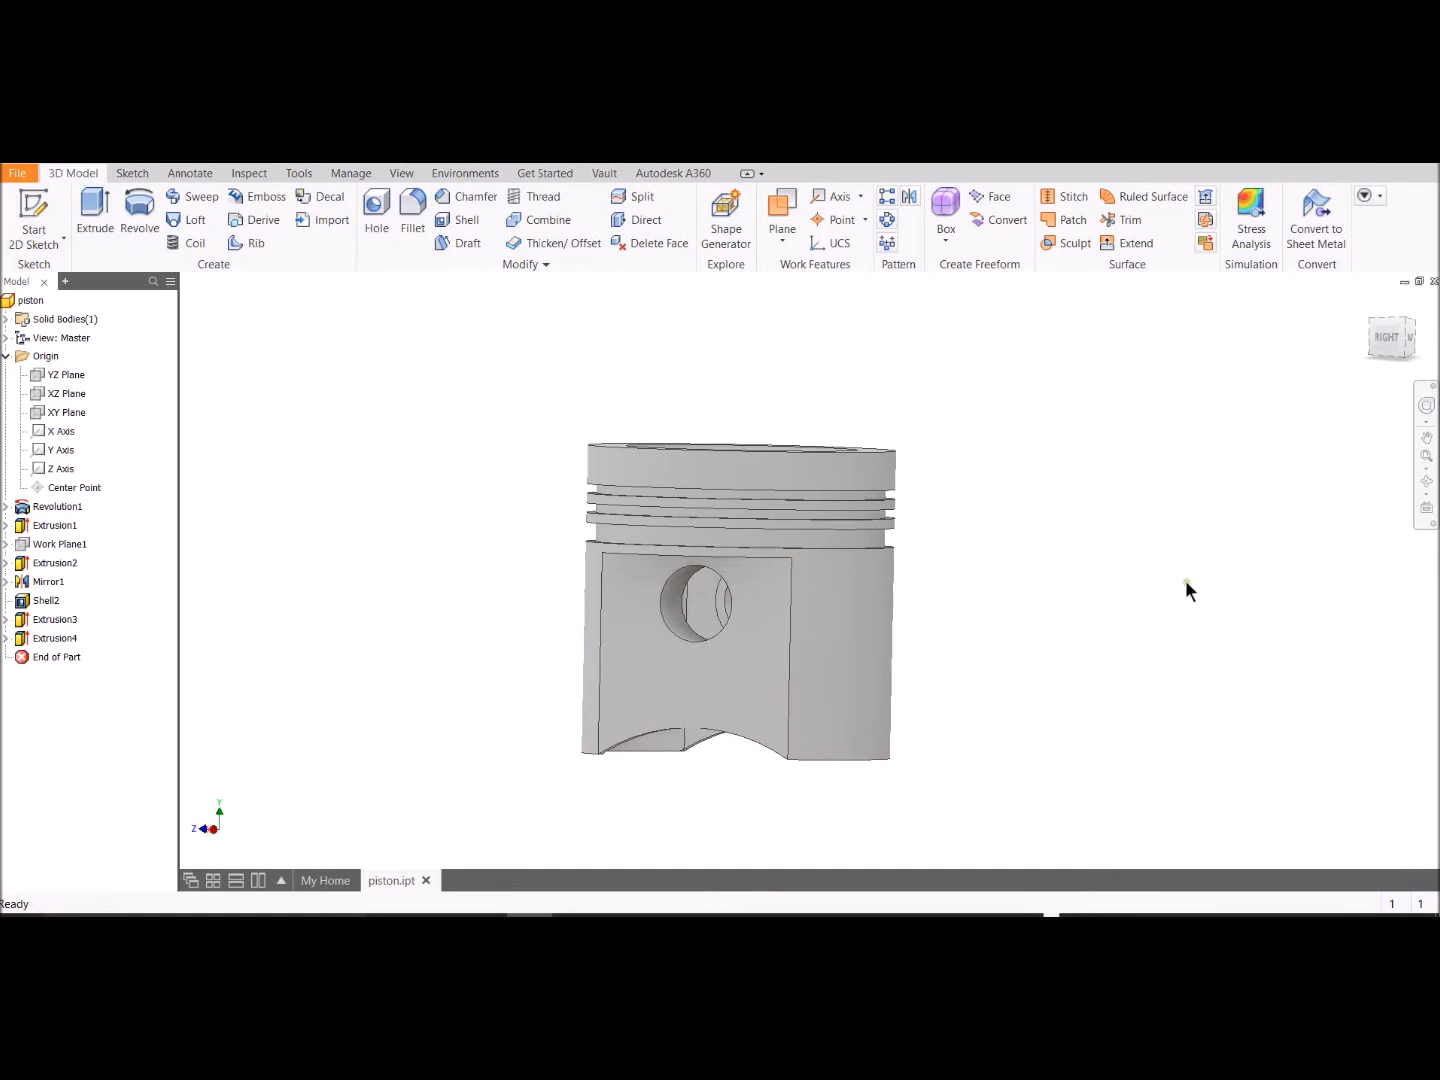 File 3D Model Sketch Annotate Inspect Tools Manage View Environments Get Started Vault Autodesk A360
Start 2D Sketch
Extrude
Revolve
Sweep Emboss Decal
Loft Derive Import
Coil Rib
Hole
Fillet
Chamfer Thread Split
Shell Combine Direct
Draft Thicken/ Offset Delete Face
Shape Generator
Plane
Axis
Point
UCS
Box
Face
Convert
Stitch Ruled Surface
Patch Trim
Sculpt Extend
Stress Analysis
Convert to Sheet Metal
Sketch Create Modify Explore Work Features Pattern Create Freeform Surface Simulation Convert
Model
piston
Solid Bodies(1)
View: Master
Origin
YZ Plane
XZ Plane
XY Plane
X Axis
Y Axis
Z Axis
Center Point
Revolution1
Extrusion1
Work Plane1
Extrusion2
Mirror1
Shell2
Extrusion3
Extrusion4
End of Part
RIGHT
Y
Z
My Home piston.ipt
Ready 1 1